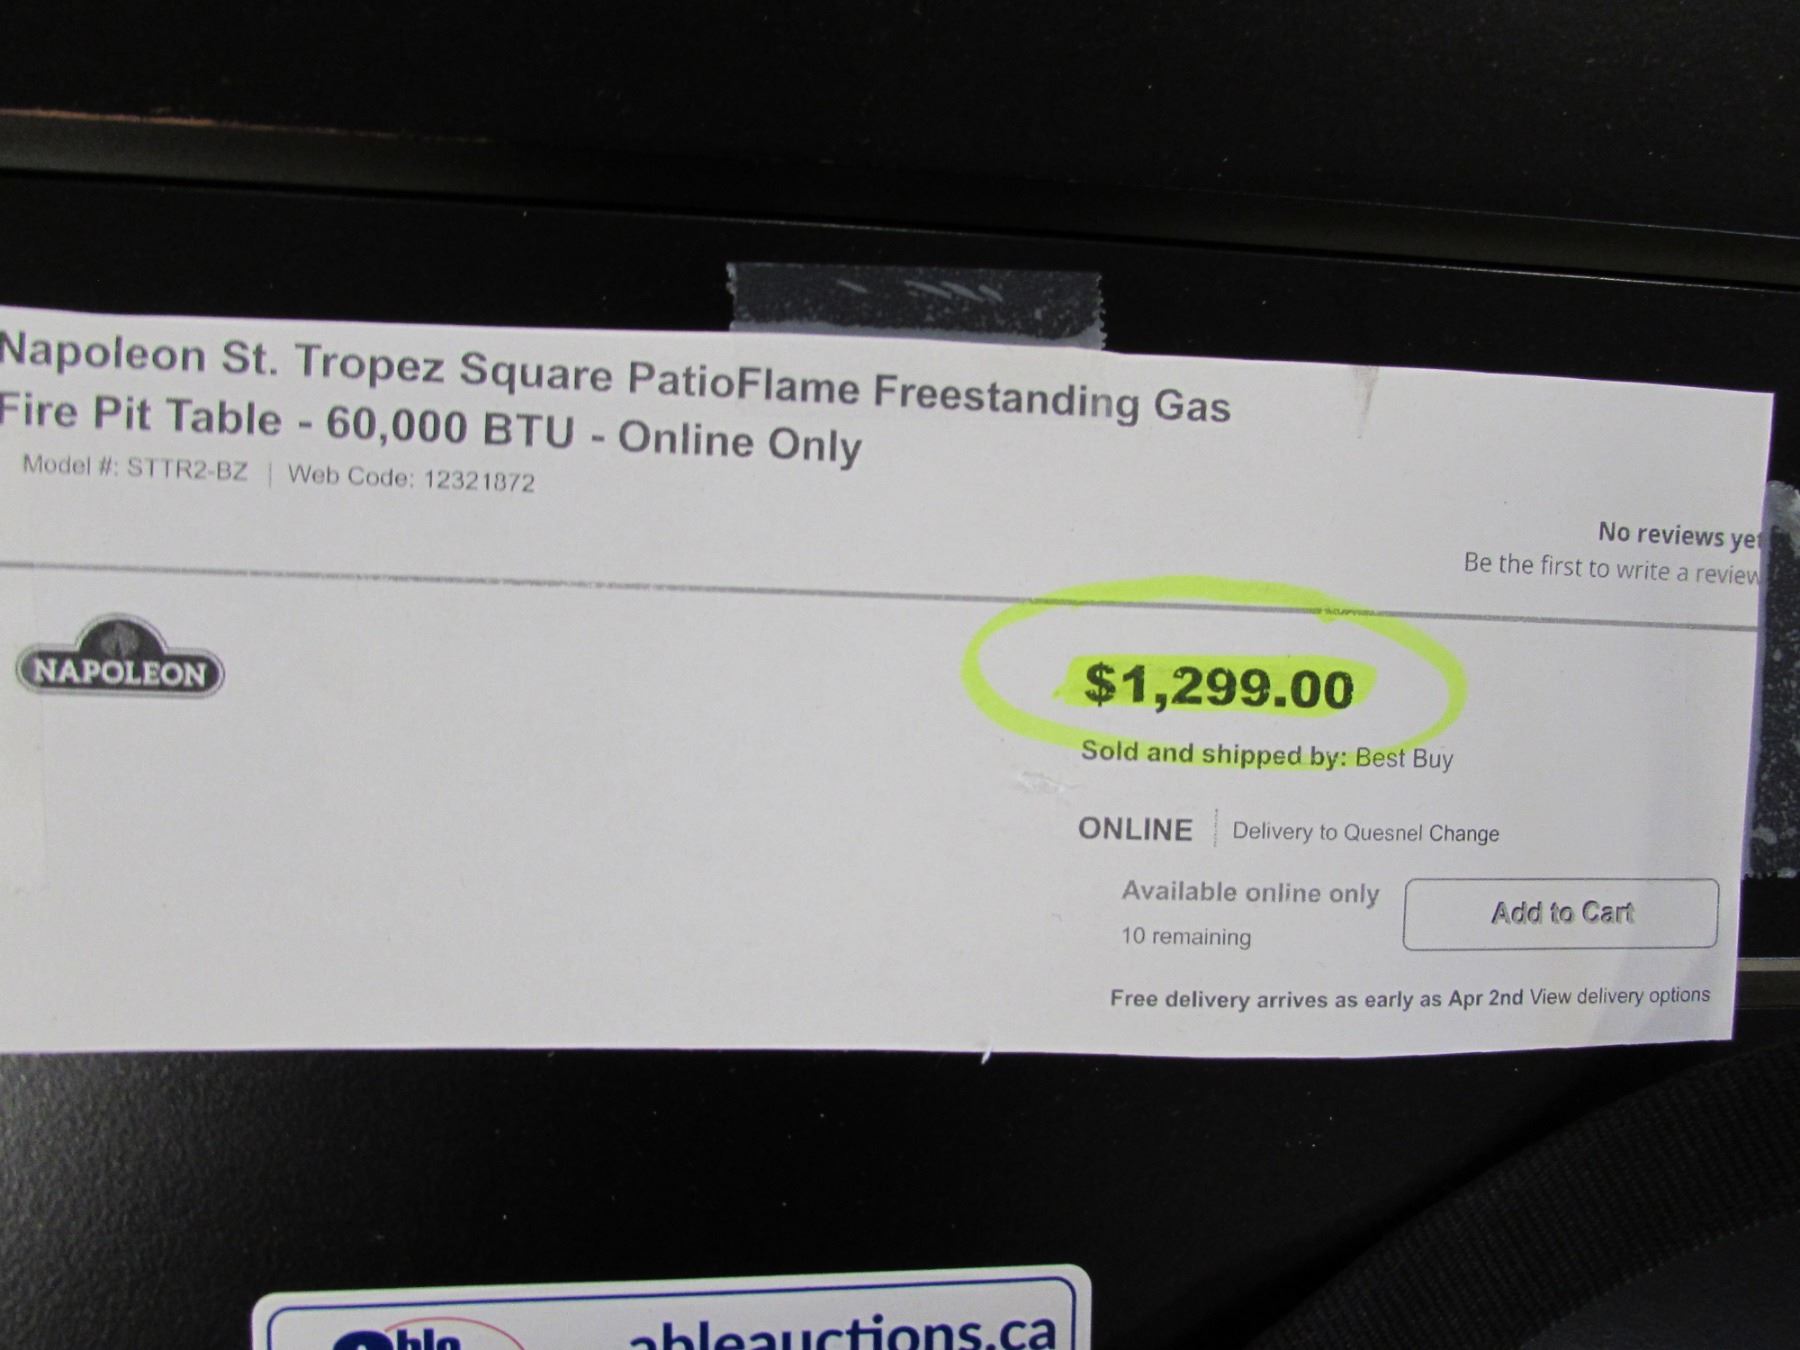 Napoleon St. Tropez Square PatioFlame Freestanding Gas
Fire Pit Table - 60,000 BTU - Online Only
Model #: STTR2-BZ | Web Code: 12321872
No reviews yet
Be the first to write a review
NAPOLEON
$1,299.00
Sold and shipped by: Best Buy
ONLINE | Delivery to Quesnel Change
Available online only
Add to Cart
10 remaining
Free delivery arrives as early as Apr 2nd View delivery options
able
ableauctions.ca